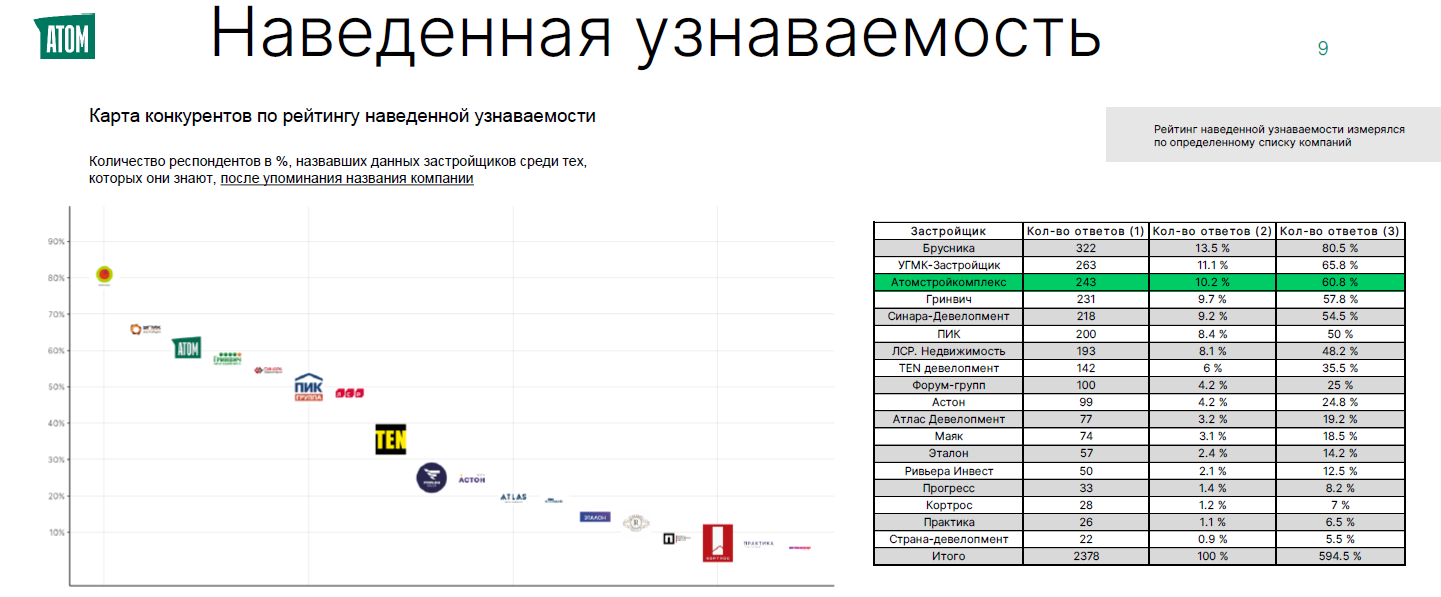 АТОМ
Наведенная узнаваемость
9
Карта конкурентов по рейтингу наведенной узнаваемости
Рейтинг наведенной узнаваемости измерялся
по определенному списку компаний
Количество респондентов в %, назвавших данных застройщиков среди тех,
которых они знают, после упоминания названия компании
90%
80%
70%
60%
50%
40%
30%
20%
10%
УГМК
АТОМ
ГРИНВИЧ
ПИК
ГРУППА
ЛСР
TEN
АСТОН
ATLAS
ЭТАЛОН
КОРТРОС
ПРАКТИКА
Застройщик Кол-во ответов (1) Кол-во ответов (2) Кол-во ответов (3)
Брусника 322 13.5 % 80.5 %
УГМК-Застройщик 263 11.1 % 65.8 %
Атомстройкомплекс 243 10.2 % 60.8 %
Гринвич 231 9.7 % 57.8 %
Синара-Девелопмент 218 9.2 % 54.5 %
ПИК 200 8.4 % 50 %
ЛСР. Недвижимость 193 8.1 % 48.2 %
TEN девелопмент 142 6 % 35.5 %
Форум-групп 100 4.2 % 25 %
Астон 99 4.2 % 24.8 %
Атлас Девелопмент 77 3.2 % 19.2 %
Маяк 74 3.1 % 18.5 %
Эталон 57 2.4 % 14.2 %
Ривьера Инвест 50 2.1 % 12.5 %
Прогресс 33 1.4 % 8.2 %
Кортрос 28 1.2 % 7 %
Практика 26 1.1 % 6.5 %
Страна-девелопмент 22 0.9 % 5.5 %
Итого 2378 100 % 594.5 %